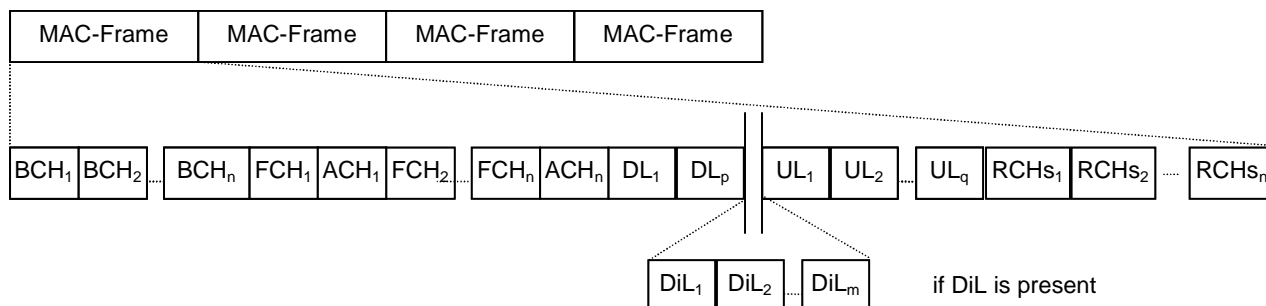 MAC-Frame MAC-Frame MAC-Frame MAC-Frame
BCH₁ BCH₂ ..... BCHₙ FCH₁ ACH₁ FCH₂ ........ FCHₙ ACHₙ DL₁ DLₚ UL₁ UL₂ ..... UL_q RCHs₁ RCHs₂ ..... RCHsₙ
DiL₁ DiL₂ .... DiLₘ if DiL is present